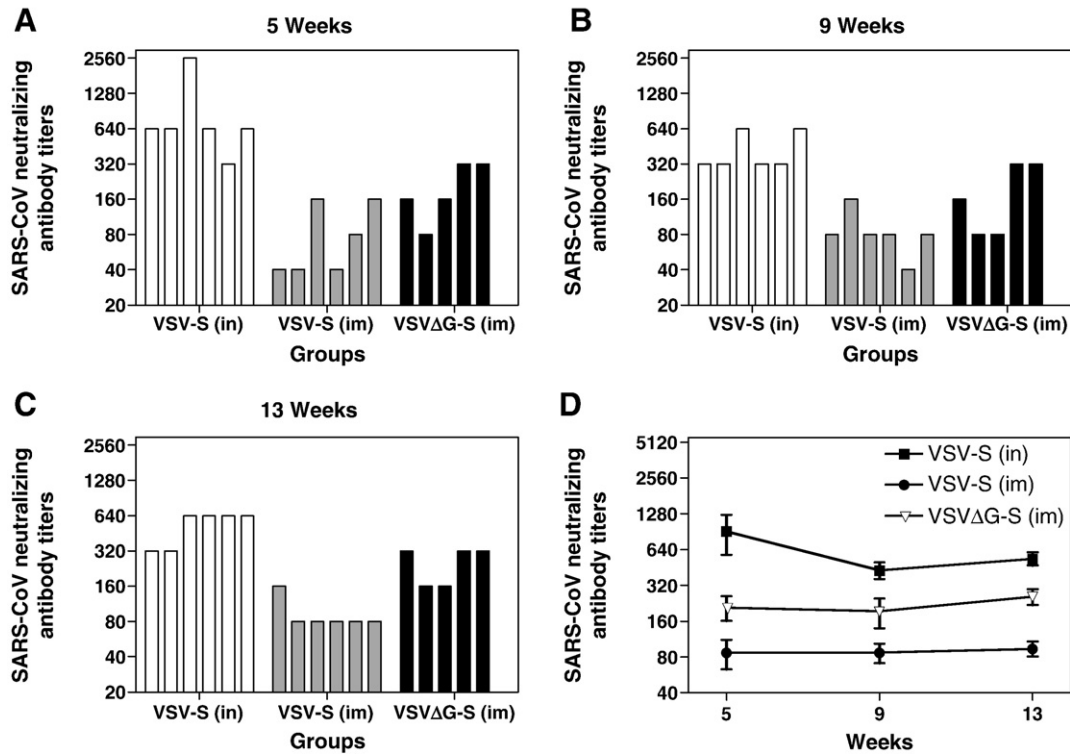 A
5 Weeks
SARS-CoV neutralizing
antibody titers
2560
1280
640
320
160
80
40
20
VSV-S (in)
VSV-S (im)
VSVΔG-S (im)
Groups
B
9 Weeks
SARS-CoV neutralizing
antibody titers
2560
1280
640
320
160
80
40
20
VSV-S (in)
VSV-S (im)
VSVΔG-S (im)
Groups
C
13 Weeks
SARS-CoV neutralizing
antibody titers
2560
1280
640
320
160
80
40
20
VSV-S (in)
VSV-S (im)
VSVΔG-S (im)
Groups
D
SARS-CoV neutralizing
antibody titers
5120
2560
1280
640
320
160
80
40
VSV-S (in)
VSV-S (im)
VSVΔG-S (im)
5
9
13
Weeks